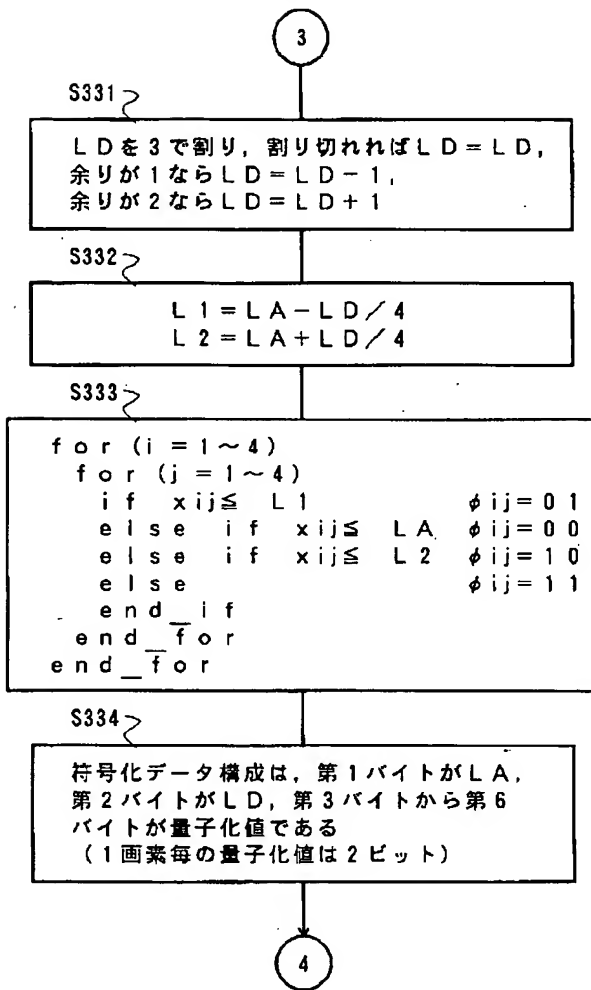 3
S331
LDを3で割り，割り切れればLD=LD，
余りが1ならLD=LD-1，
余りが2ならLD=LD+1
S332
L1=LA-LD/4
L2=LA+LD/4
S333
for (i=1~4)
for (j=1~4)
if xij≦ L1 φij=01
else if xij≦ LA φij=00
else if xij≦ L2 φij=10
else φij=11
end_if
end_for
end_for
S334
符号化データ構成は，第1バイトがLA，
第2バイトがLD，第3バイトから第6
バイトが量子化値である
(1画素毎の量子化値は2ビット)
4